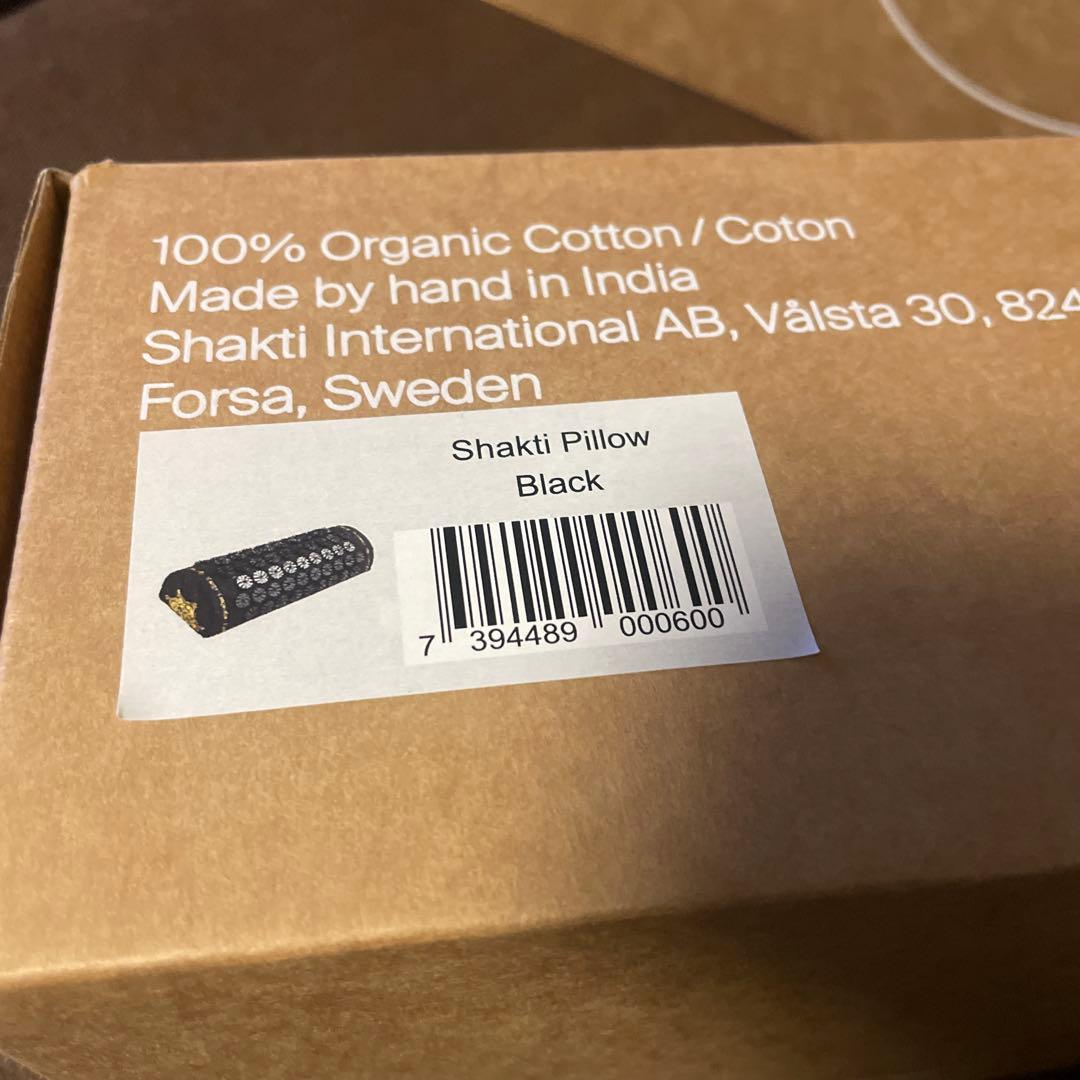 100% Organic Cotton / Coton
Made by hand in India
Shakti International AB, Vålsta 30, 824
Forsa, Sweden
Shakti Pillow
Black
7 394489 000600